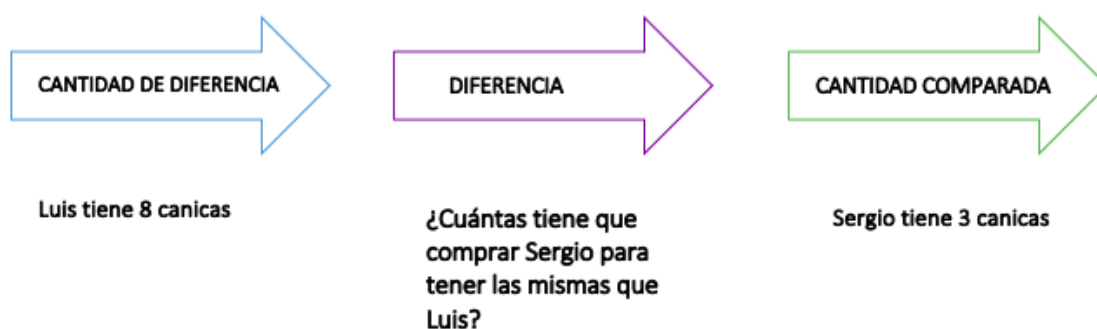 CANTIDAD DE DIFERENCIA
DIFERENCIA
CANTIDAD COMPARADA
Luis tiene 8 canicas
¿Cuántas tiene que
comprar Sergio para
tener las mismas que
Luis?
Sergio tiene 3 canicas